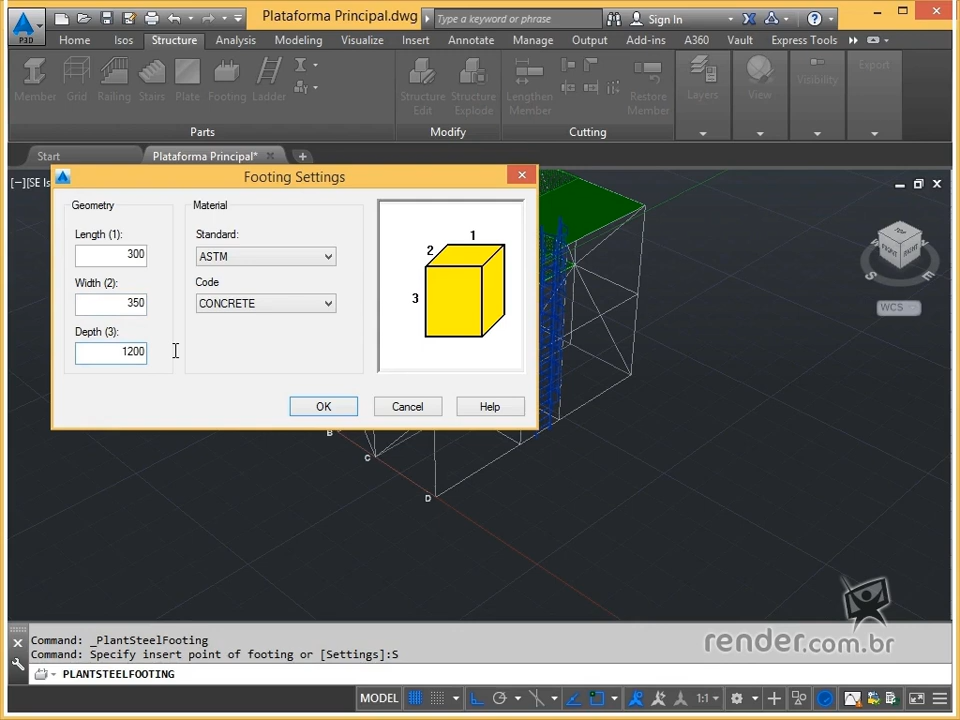 Plataforma Principal.dwg
Type a keyword or phrase
Sign In
P3D
Home Isos Structure Analysis Modeling Visualize Insert Annotate Manage Output Add-ins A360 Vault Express Tools
Member Grid Railing Stairs Plate Footing Ladder
Structure Edit
Structure Explode
Lengthen Member
Restore Member
Layers
View
Visibility
Export
Parts
Modify
Cutting
Start
Plataforma Principal*
Footing Settings
Geometry
Length (1):
300
Width (2):
350
Depth (3):
1200
Material
Standard:
ASTM
Code
CONCRETE
1
2
3
OK
Cancel
Help
TOP
FRONT
RIGHT
W
S
E
WCS
B
C
D
render.com.br
Command: _PlantSteelFooting
Command: Specify insert point of footing or [Settings]:S
PLANTSTEELFOOTING
MODEL
1:1